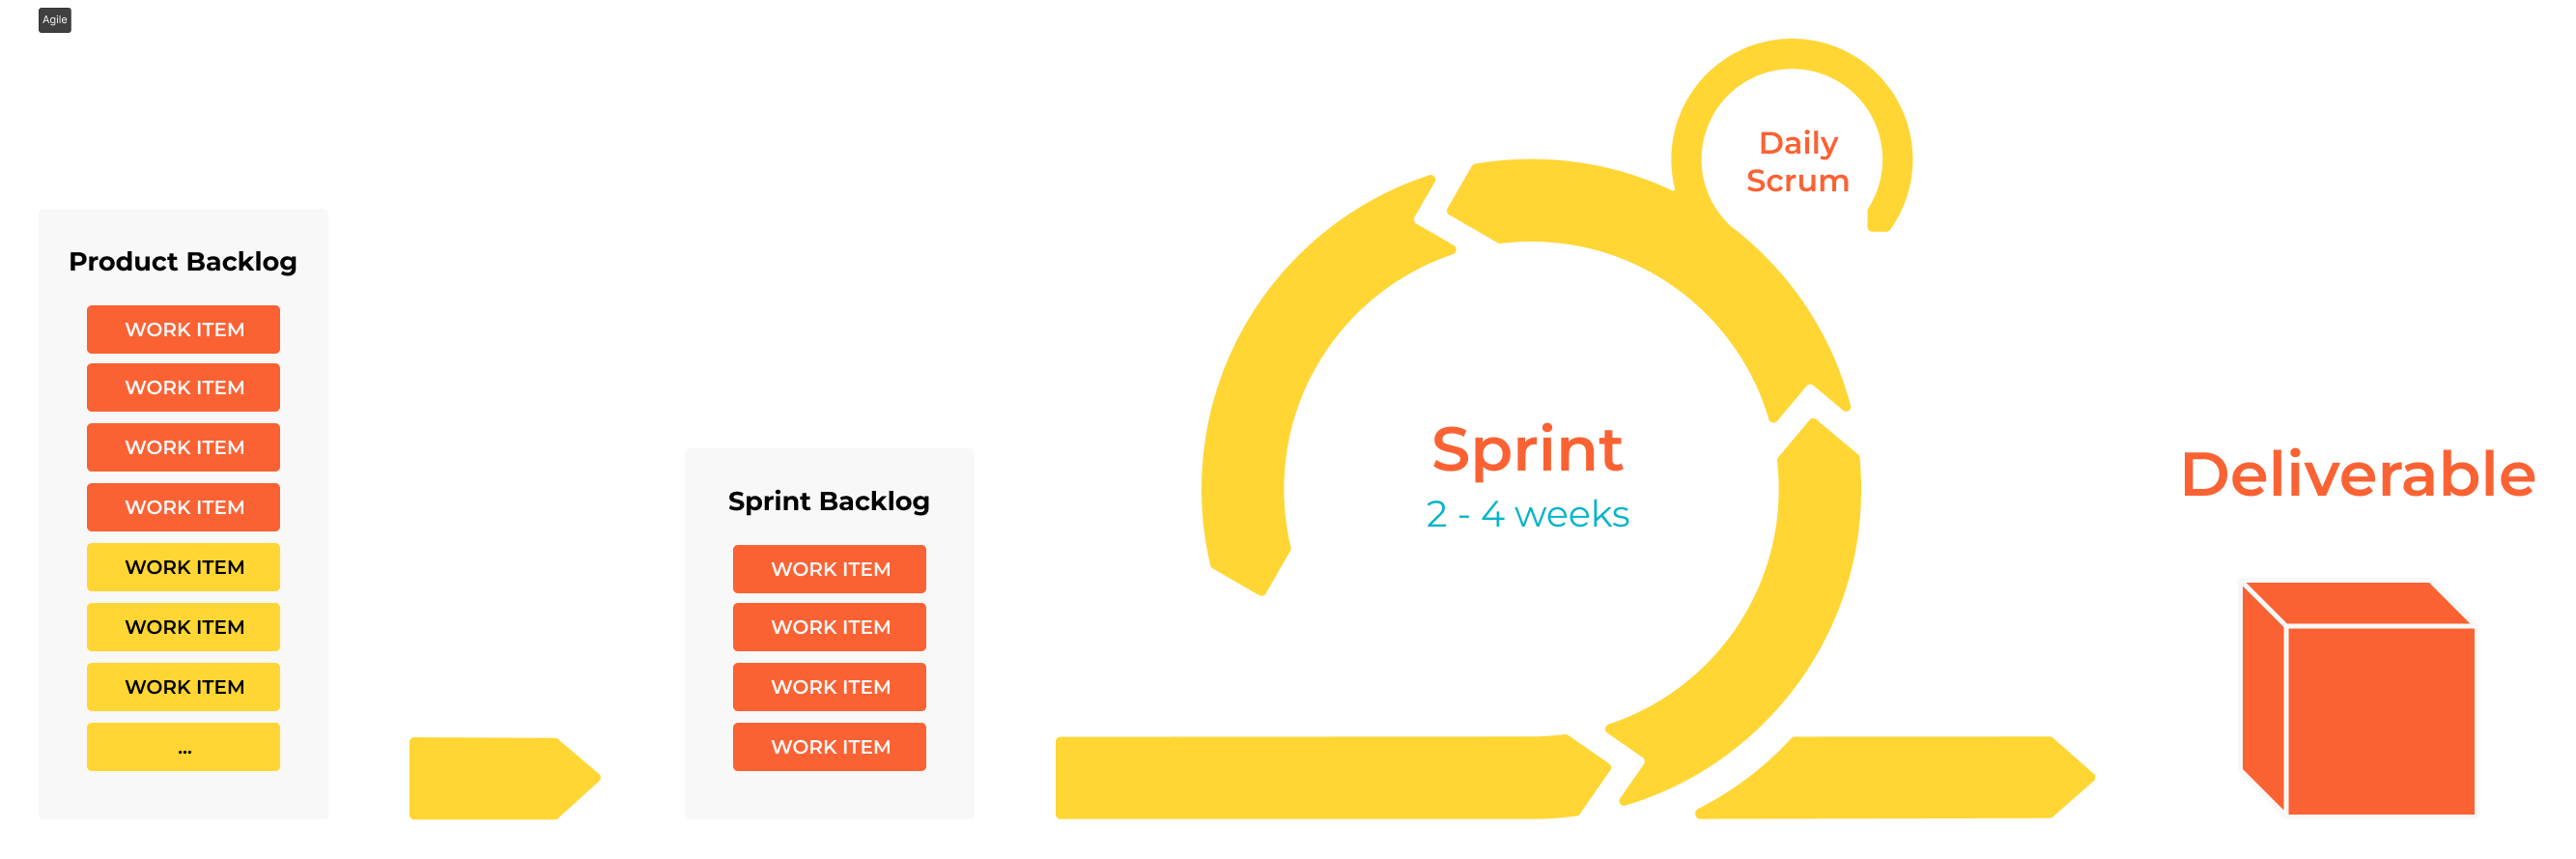 Agile
Product Backlog
WORK ITEM
WORK ITEM
WORK ITEM
WORK ITEM
WORK ITEM
WORK ITEM
WORK ITEM
...
Sprint Backlog
WORK ITEM
WORK ITEM
WORK ITEM
WORK ITEM
Daily
Scrum
Sprint
2 - 4 weeks
Deliverable